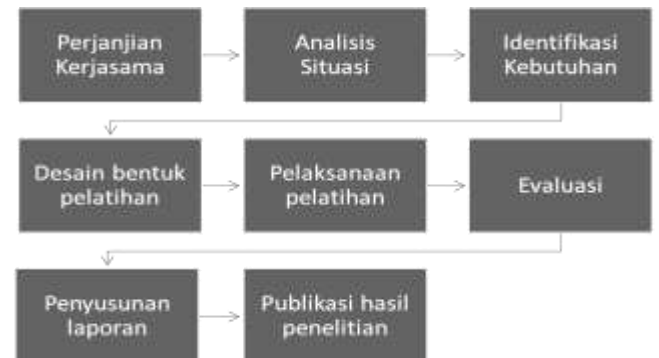 Perjanjian
Kerjasama
Analisis
Situasi
Identifikasi
Kebutuhan
Desain bentuk
pelatihan
Pelaksanaan
pelatihan
Evaluasi
Penyusunan
laporan
Publikasi hasil
penelitian